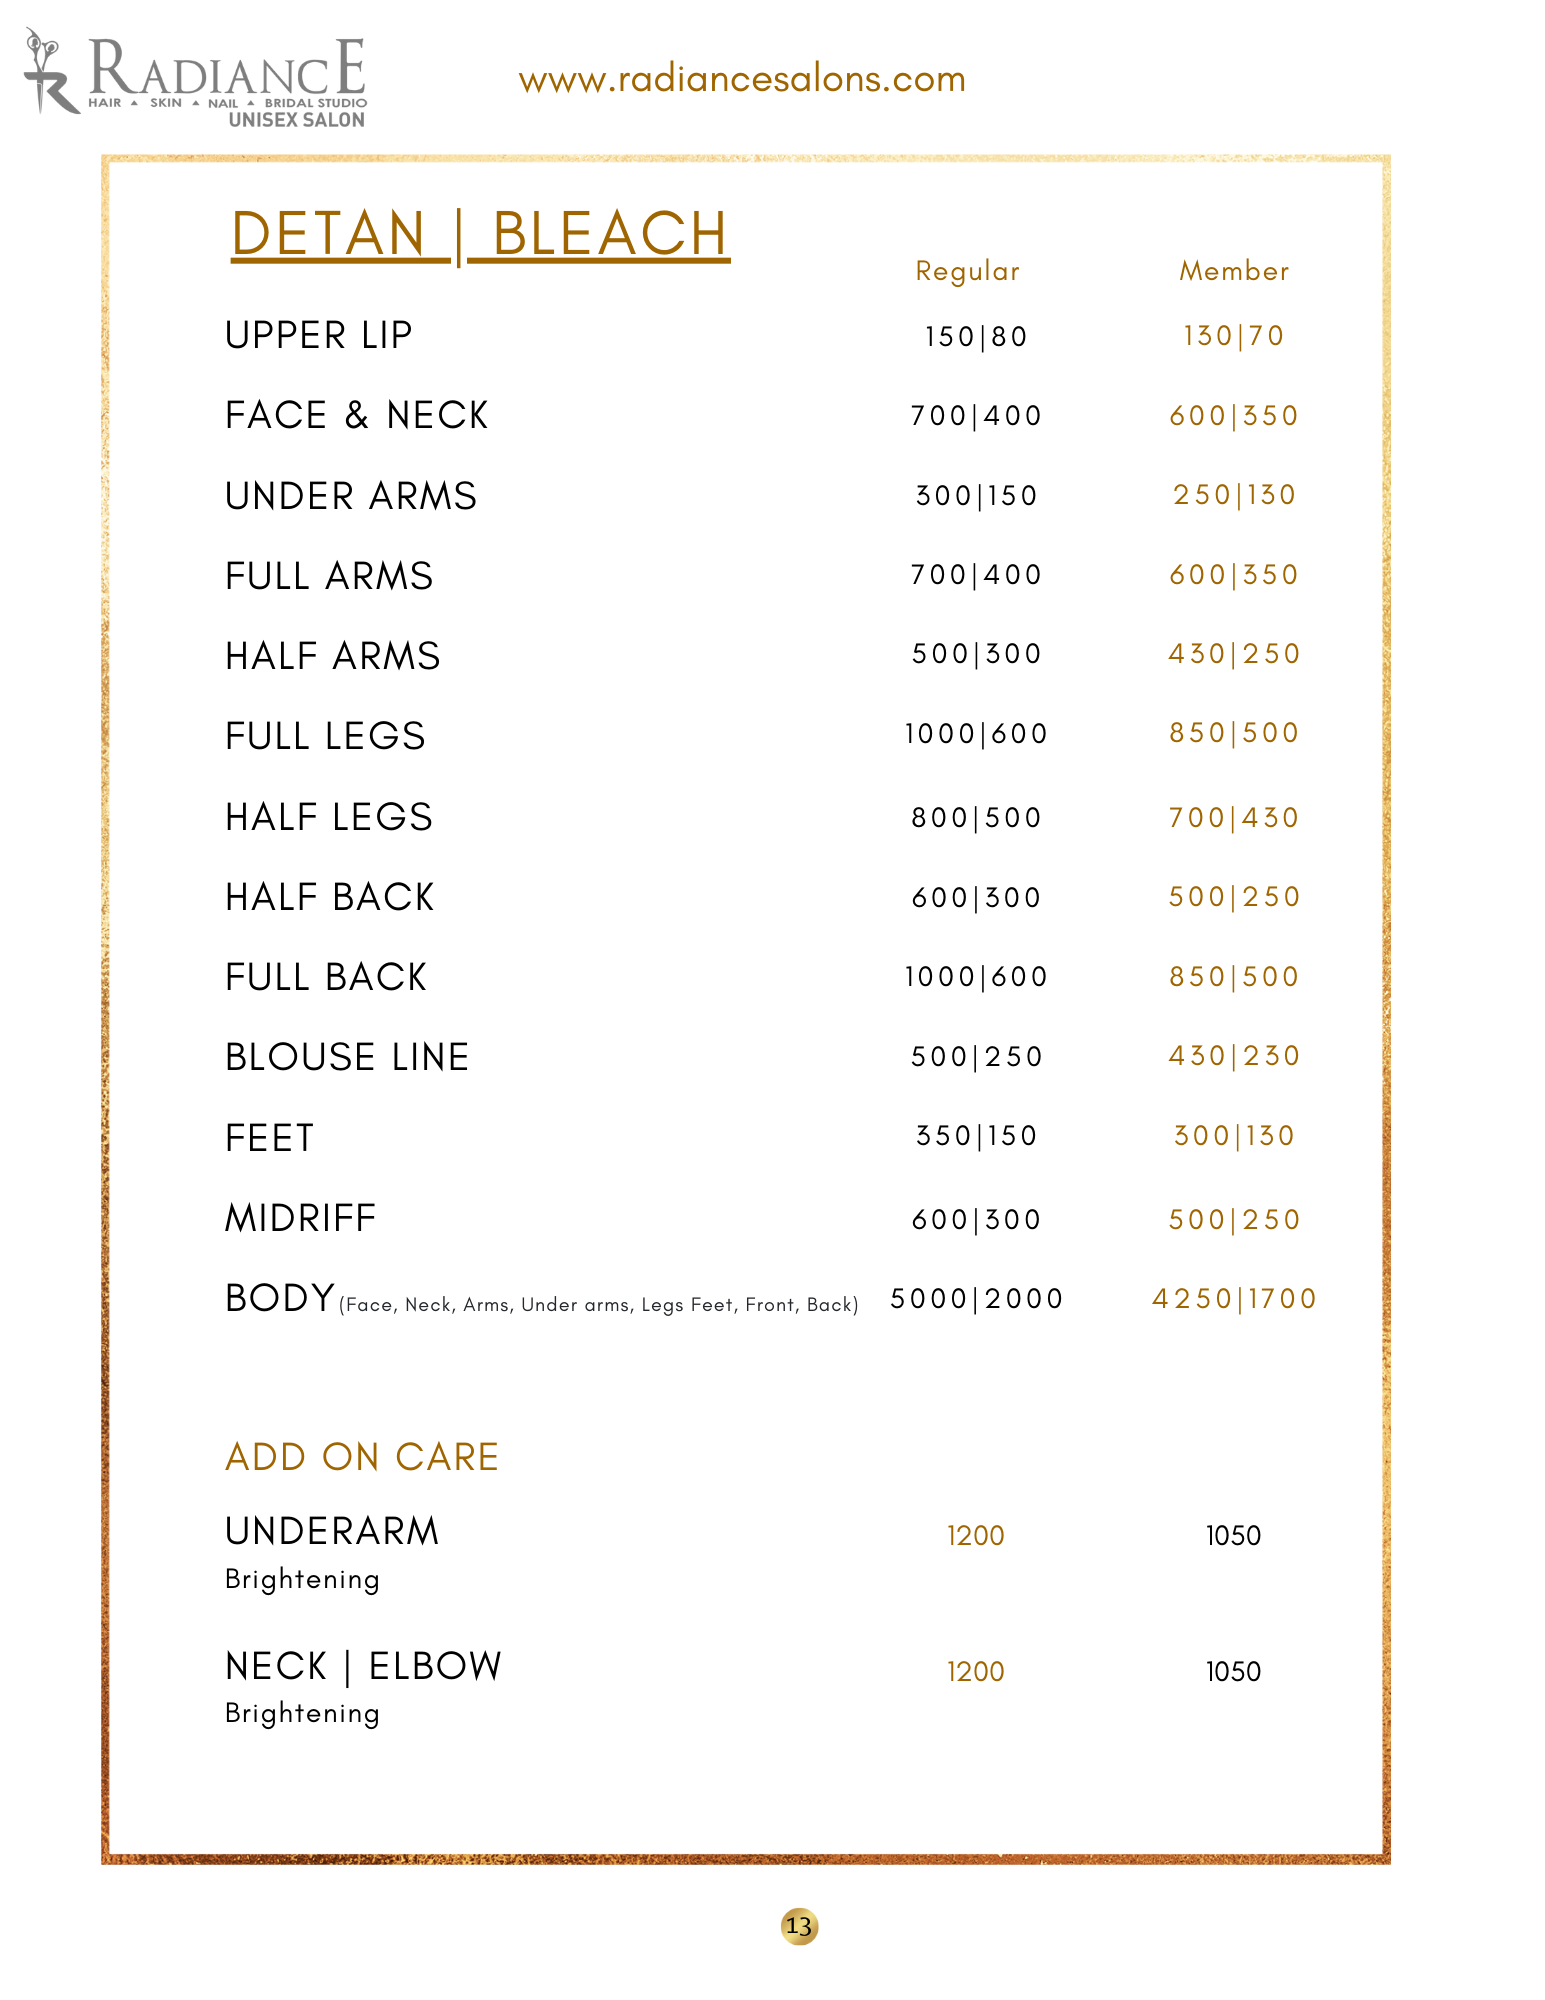 RADIANCE
HAIR ▲ SKIN ▲ NAIL ▲ BRIDAL STUDIO
UNISEX SALON
www.radiancesalons.com
DETAN | BLEACH
Regular Member
UPPER LIP 150|80 130|70
FACE & NECK 700|400 600|350
UNDER ARMS 300|150 250|130
FULL ARMS 700|400 600|350
HALF ARMS 500|300 430|250
FULL LEGS 1000|600 850|500
HALF LEGS 800|500 700|430
HALF BACK 600|300 500|250
FULL BACK 1000|600 850|500
BLOUSE LINE 500|250 430|230
FEET 350|150 300|130
MIDRIFF 600|300 500|250
BODY (Face, Neck, Arms, Under arms, Legs Feet, Front, Back) 5000|2000 4250|1700
ADD ON CARE
UNDERARM 1200 1050
Brightening
NECK | ELBOW 1200 1050
Brightening
13